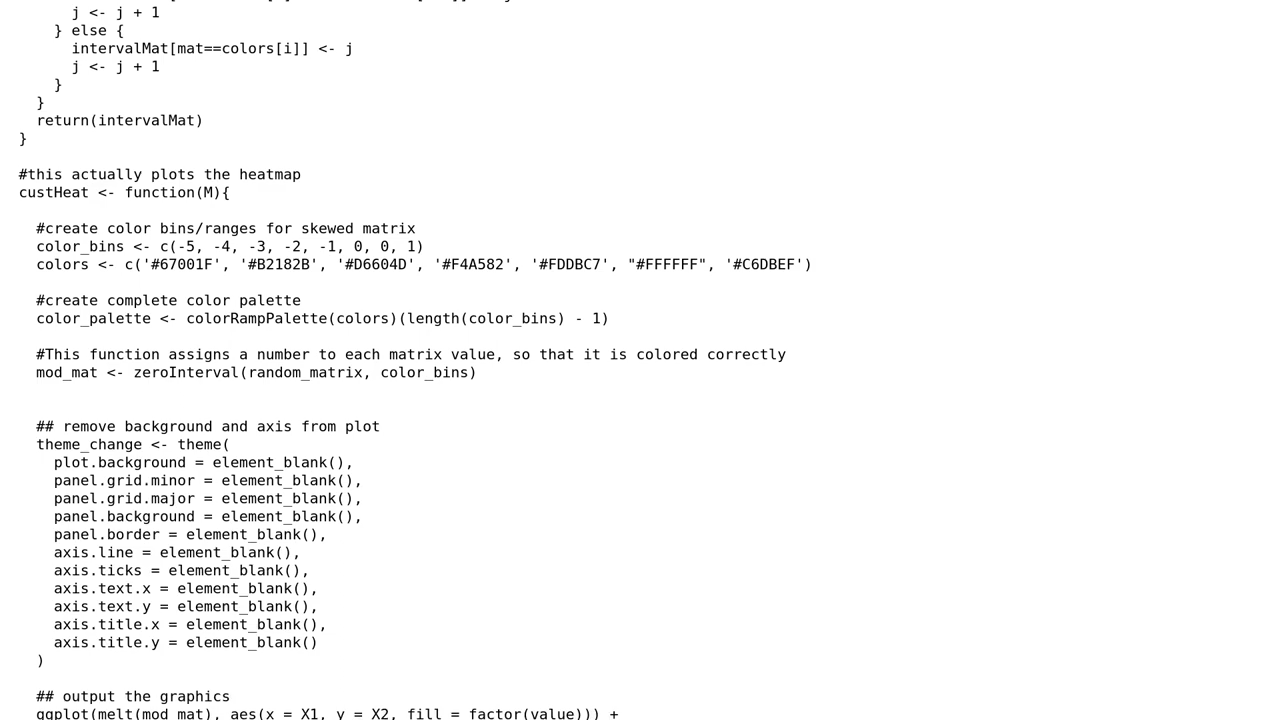 j <- j + 1
} else {
intervalMat[mat==colors[i]] <- j
j <- j + 1
}
}
return(intervalMat)
}
#this actually plots the heatmap
custHeat <- function(M){
#create color bins/ranges for skewed matrix
color_bins <- c(-5, -4, -3, -2, -1, 0, 0, 1)
colors <- c('#67001F', '#B2182B', '#D6604D', '#F4A582', '#FDDBC7', "#FFFFFF", '#C6DBEF')
#create complete color palette
color_palette <- colorRampPalette(colors)(length(color_bins) - 1)
#This function assigns a number to each matrix value, so that it is colored correctly
mod_mat <- zeroInterval(random_matrix, color_bins)
## remove background and axis from plot
theme_change <- theme(
plot.background = element_blank(),
panel.grid.minor = element_blank(),
panel.grid.major = element_blank(),
panel.background = element_blank(),
panel.border = element_blank(),
axis.line = element_blank(),
axis.ticks = element_blank(),
axis.text.x = element_blank(),
axis.text.y = element_blank(),
axis.title.x = element_blank(),
axis.title.y = element_blank()
)
## output the graphics
ggplot(melt(mod_mat), aes(x = X1, y = X2, fill = factor(value))) +